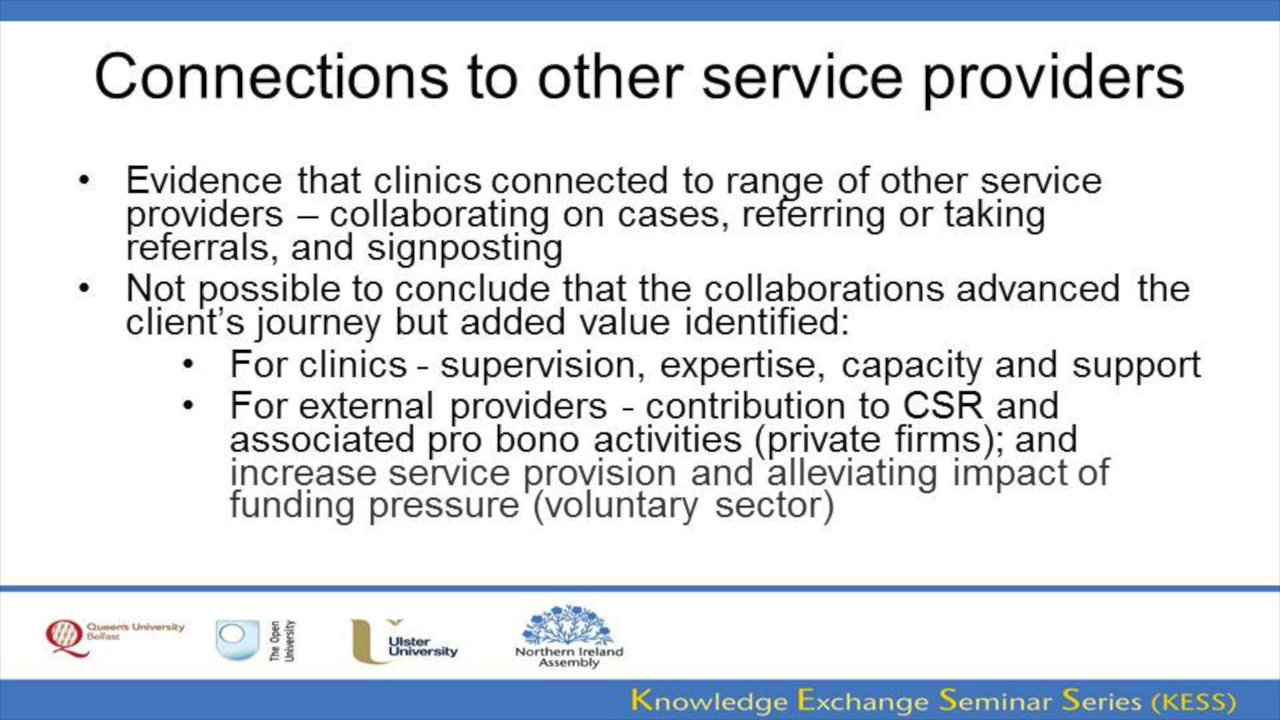 Connections to other service providers
• Evidence that clinics connected to range of other service
providers – collaborating on cases, referring or taking
referrals, and signposting
• Not possible to conclude that the collaborations advanced the
client's journey but added value identified:
• For clinics - supervision, expertise, capacity and support
• For external providers - contribution to CSR and
associated pro bono activities (private firms); and
increase service provision and alleviating impact of
funding pressure (voluntary sector)
Queen's University
Belfast
The Open
University
Ulster
University
Northern Ireland
Assembly
Knowledge Exchange Seminar Series (KESS)